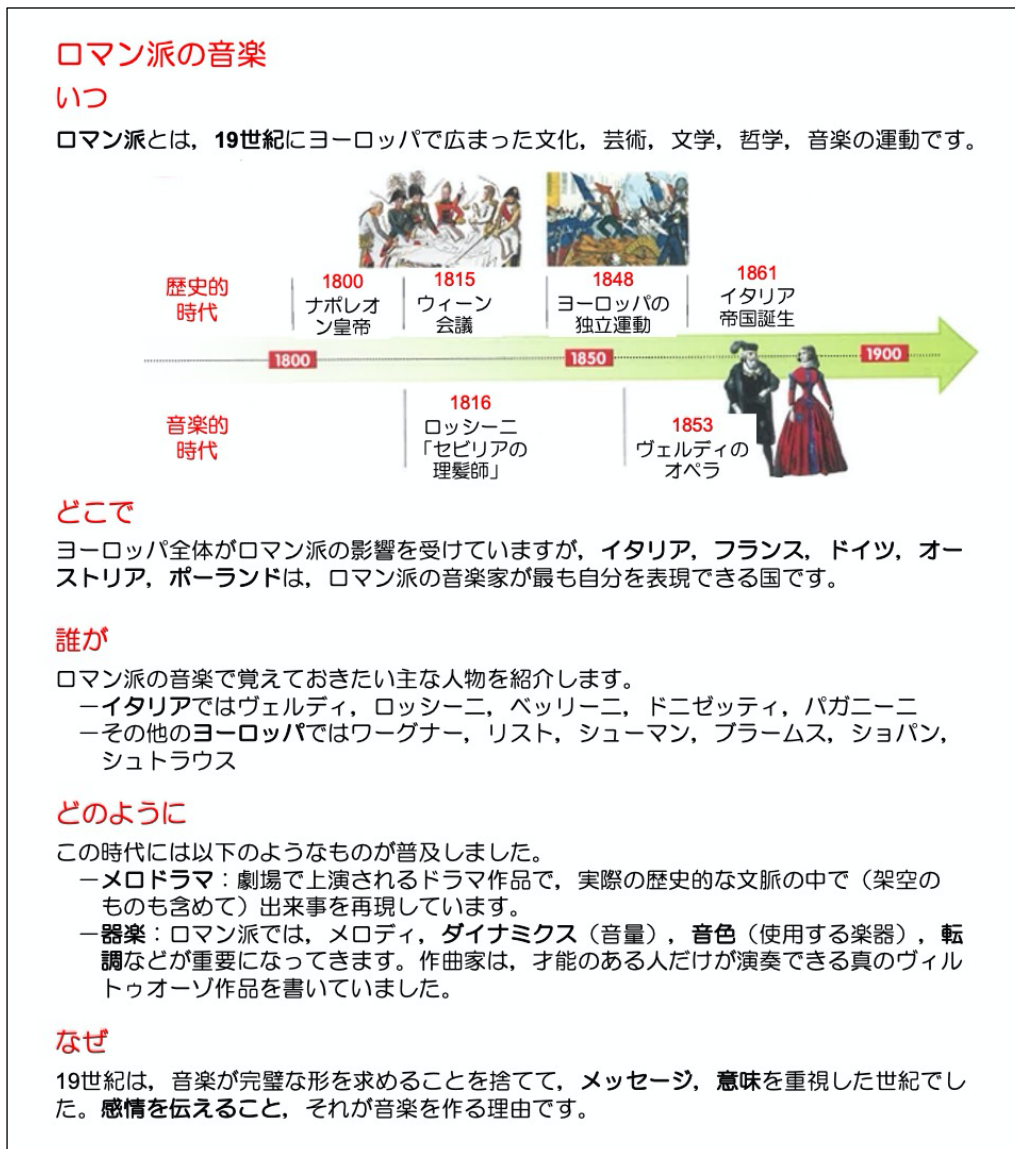 ロマン派の音楽
いつ
ロマン派とは，19世紀にヨーロッパで広まった文化，芸術，文学，哲学，音楽の運動です。
歴史的
時代
1800
ナポレオ
ン皇帝
1815
ウィーン
会議
1848
ヨーロッパの
独立運動
1861
イタリア
帝国誕生
1800
1850
1900
音楽的
時代
1816
ロッシーニ
「セビリアの
理髪師」
1853
ヴェルディの
オペラ
どこで
ヨーロッパ全体がロマン派の影響を受けていますが，イタリア，フランス，ドイツ，オー
ストリア，ポーランドは，ロマン派の音楽家が最も自分を表現できる国です。
誰が
ロマン派の音楽で覚えておきたい主な人物を紹介します。
－イタリアではヴェルディ，ロッシーニ，ベッリーニ，ドニゼッティ，パガニーニ
－その他のヨーロッパではワーグナー，リスト，シューマン，ブラームス，ショパン，
シュトラウス
どのように
この時代には以下のようなものが普及しました。
－メロドラマ：劇場で上演されるドラマ作品で，実際の歴史的な文脈の中で（架空の
ものも含めて）出来事を再現しています。
－器楽：ロマン派では，メロディ，ダイナミクス（音量），音色（使用する楽器），転
調などが重要になってきます。作曲家は，才能のある人だけが演奏できる真のヴィル
トゥオーゾ作品を書いていました。
なぜ
19世紀は，音楽が完璧な形を求めることを捨てて，メッセージ，意味を重視した世紀でし
た。感情を伝えること，それが音楽を作る理由です。